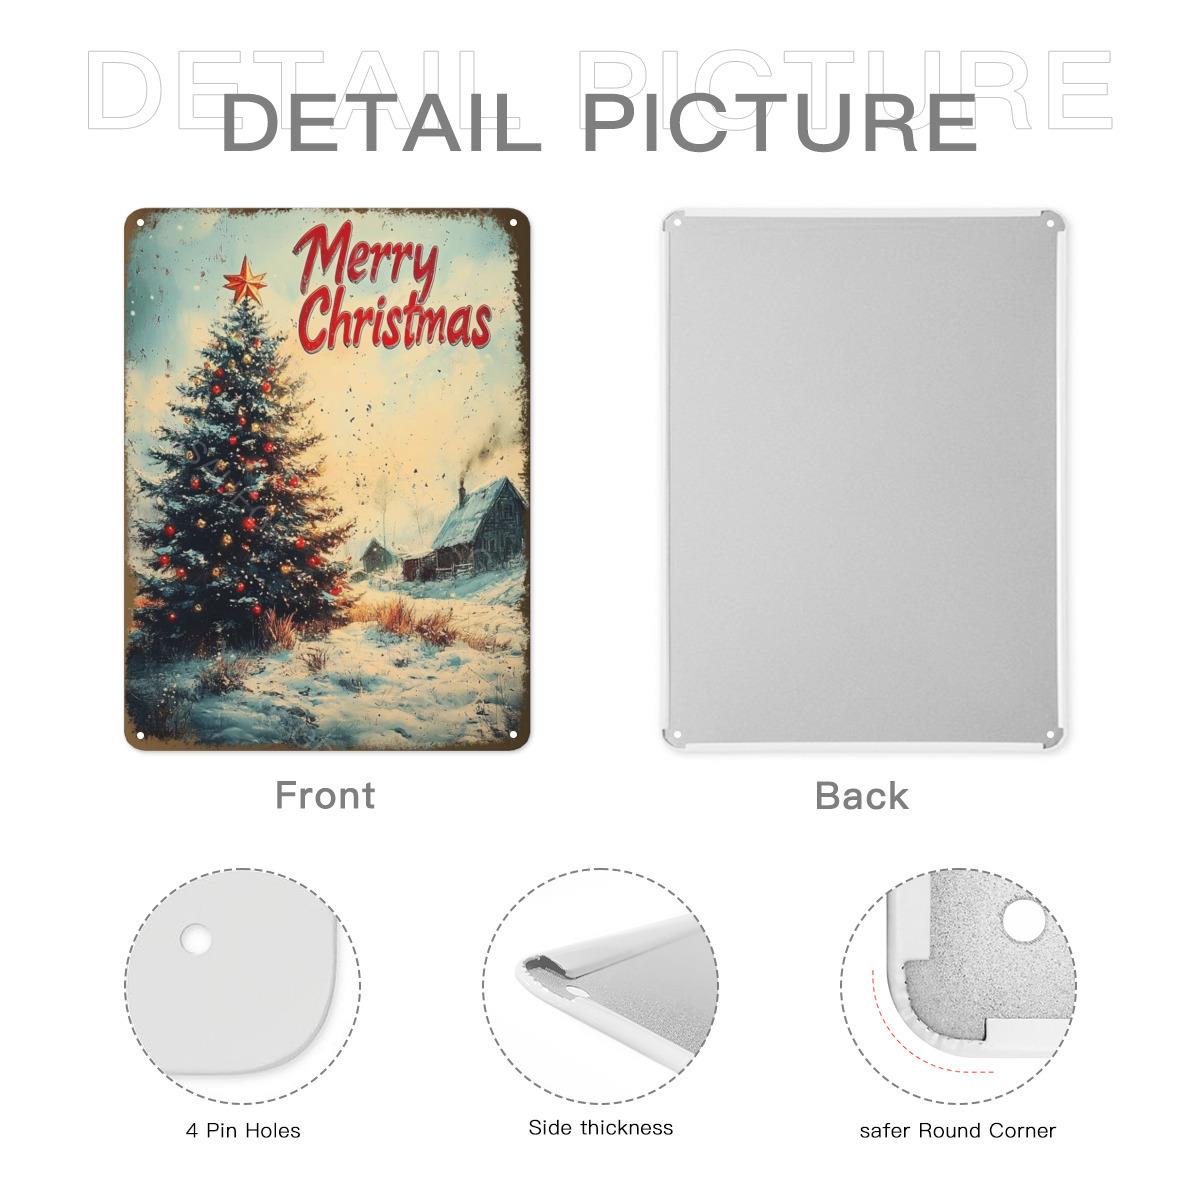 DETAIL PICTURE
DETAIL PICTURE
Merry
Christmas
Front
Back
4 Pin Holes
Side thickness
safer Round Corner